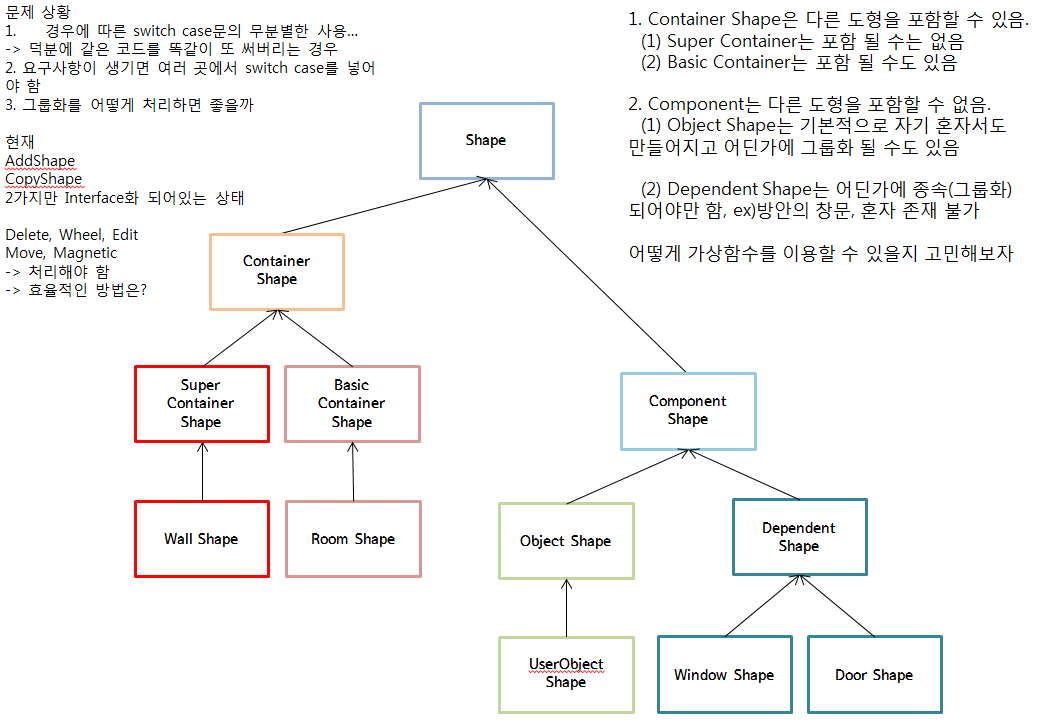 문제 상황
1. 경우에 따른 switch case문의 무분별한 사용...
-> 덕분에 같은 코드를 똑같이 또 써버리는 경우
2. 요구사항이 생기면 여러 곳에서 switch case를 넣어
야 함
3. 그룹화를 어떻게 처리하면 좋을까
현재
AddShape
CopyShape
2가지만 Interface화 되어있는 상태
Delete, Wheel, Edit
Move, Magnetic
-> 처리해야 함
-> 효율적인 방법은?
1. Container Shape은 다른 도형을 포함할 수 있음.
(1) Super Container는 포함 될 수는 없음
(2) Basic Container는 포함 될 수도 있음
2. Component는 다른 도형을 포함할 수 없음.
(1) Object Shape는 기본적으로 자기 혼자서도
만들어지고 어딘가에 그룹화 될 수도 있음
(2) Dependent Shape는 어딘가에 종속(그룹화)
되어야만 함, ex)방안의 창문, 혼자 존재 불가
어떻게 가상함수를 이용할 수 있을지 고민해보자
Shape
Container
Shape
Super
Container
Shape
Basic
Container
Shape
Component
Shape
Wall Shape
Room Shape
Object Shape
Dependent
Shape
UserObject
Shape
Window Shape
Door Shape